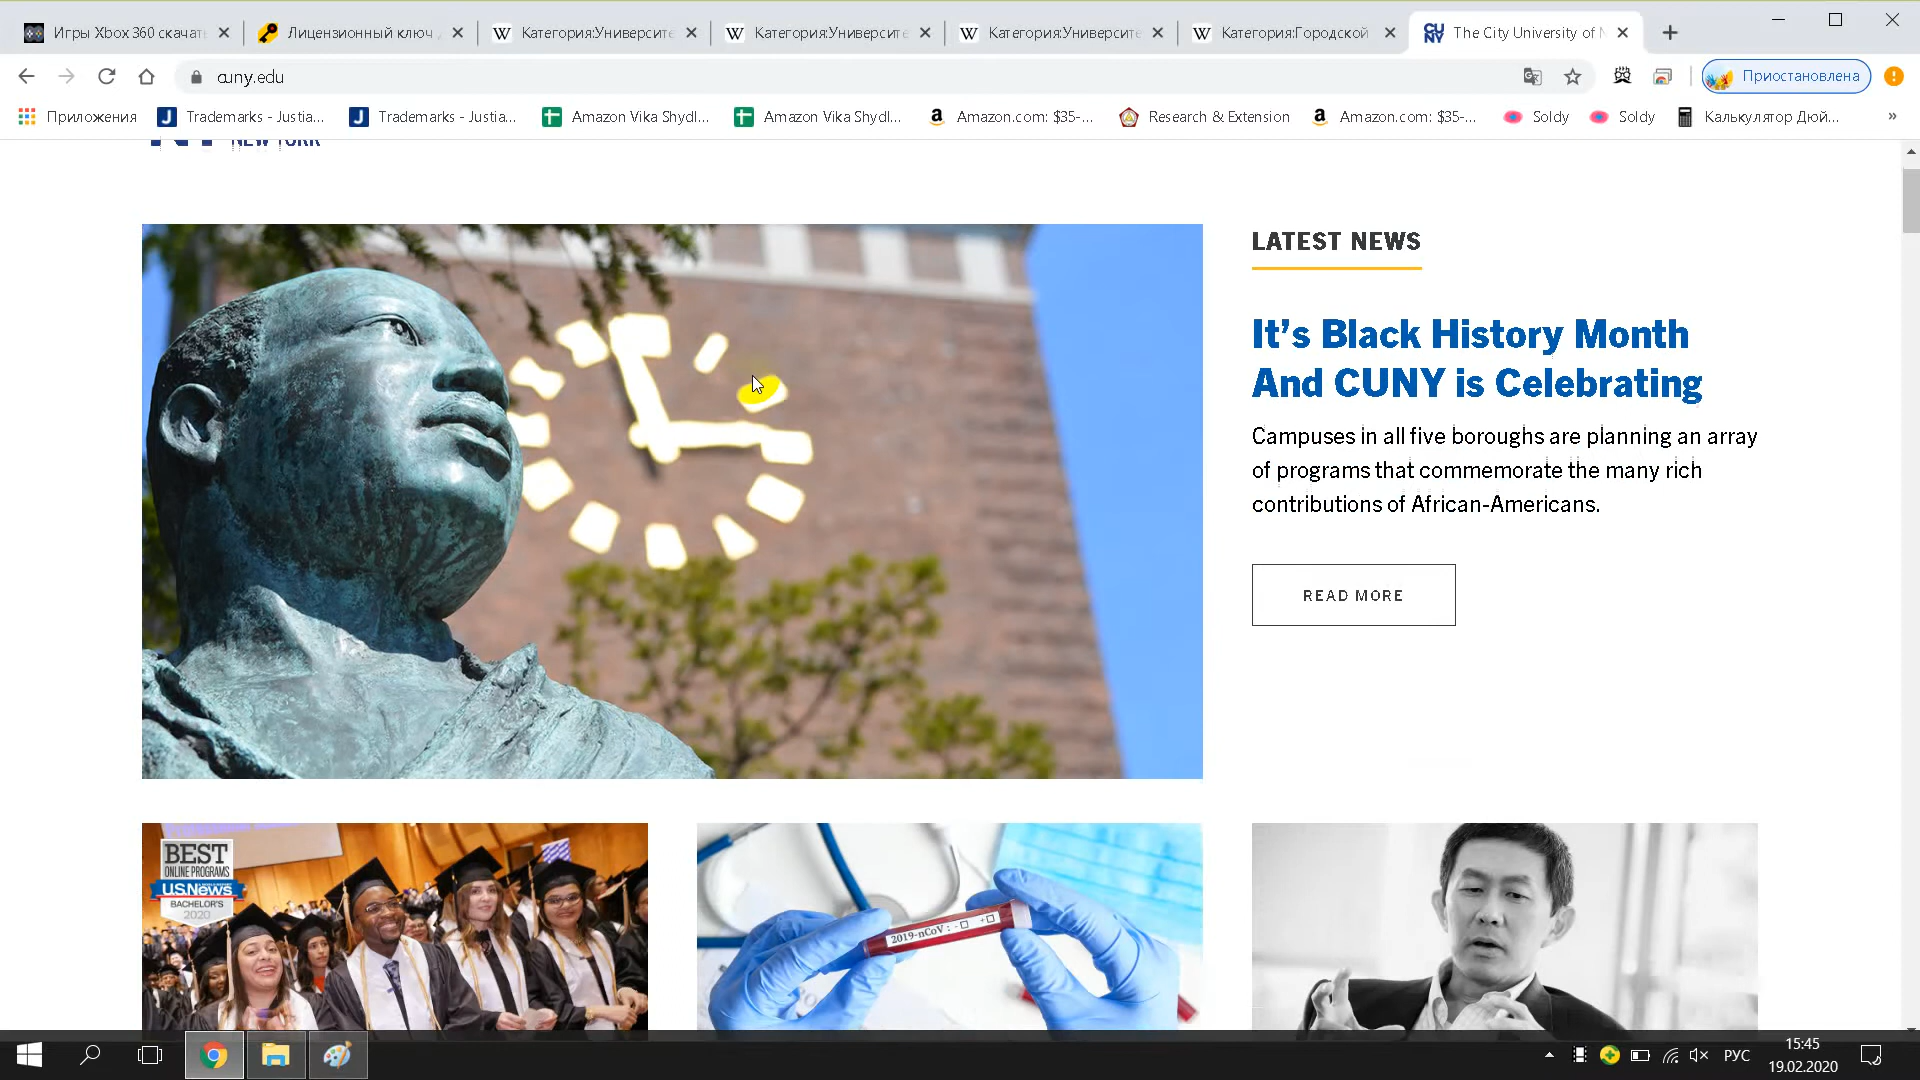 Игры Xbox 360 скачать
Лицензионный ключ
Категория:Университе
Категория:Университе
Категория:Университе
Категория:Городской
The City University of N
cuny.edu
Приостановлена
Приложения
Trademarks - Justia...
Trademarks - Justia...
Amazon Vika Shydl...
Amazon Vika Shydl...
Amazon.com: $35-...
Research & Extension
Amazon.com: $35-...
Soldy
Soldy
Калькулятор Дюй...
»
NEW YORK
LATEST NEWS
It's Black History Month
And CUNY is Celebrating
Campuses in all five boroughs are planning an array
of programs that commemorate the many rich
contributions of African-Americans.
READ MORE
BEST
ONLINE PROGRAMS
U.S.News
BACHELOR'S
2020
2019-nCoV : - □ +□
РУС
15:45
19.02.2020